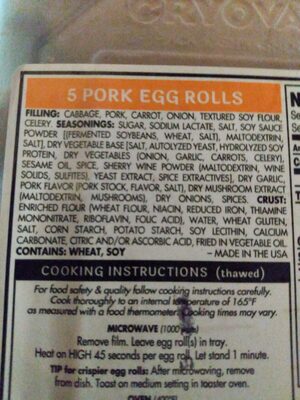 CRYOVA
5 PORK EGG ROLLS
FILLING: CABBAGE, PORK, CARROT, ONION, TEXTURED SOY FLOUR,
CELERY. SEASONINGS: SUGAR, SODIUM LACTATE, SALT, SOY SAUCE
POWDER [(FERMENTED SOYBEANS, WHEAT, SALT), MALTODEXTRIN,
SALT], DRY VEGETABLE BASE [SALT, AUTOLYZED YEAST, HYDROLYZED SOY
PROTEIN, DRY VEGETABLES (ONION, GARLIC, CARROTS, CELERY),
SESAME OIL, SPICE, SHERRY WINE POWDER (MALTODEXTRIN, WINE
SOLIDS, SULFITES), YEAST EXTRACT, SPICE EXTRACTIVES], DRY GARLIC,
PORK FLAVOR (PORK STOCK, FLAVOR, SALT), DRY MUSHROOM EXTRACT
(MALTODEXTRIN, MUSHROOMS), DRY ONIONS, SPICES. CRUST:
ENRICHED FLOUR (WHEAT FLOUR, NIACIN, REDUCED IRON, THIAMINE
MONONITRATE, RIBOFLAVIN, FOLIC ACID), WATER, WHEAT GLUTEN,
SALT, CORN STARCH, POTATO STARCH, SOY LECITHIN, CALCIUM
CARBONATE, CITRIC AND/OR ASCORBIC ACID, FRIED IN VEGETABLE OIL.
CONTAINS: WHEAT, SOY – MADE IN THE USA
COOKING INSTRUCTIONS (thawed)
For food safety & quality follow cooking instructions carefully.
Cook thoroughly to an internal temperature of 165°F
as measured with a food thermometer. Cooking times may vary.
MICROWAVE (1000
Remove film. Leave egg roll(s) in tray.
Heat on HIGH 45 seconds per egg roll. Let stand 1 minute.
TIP for crispier egg rolls: After microwaving, remove
from dish. Toast on medium setting in toaster oven.
OVEN (400°F)